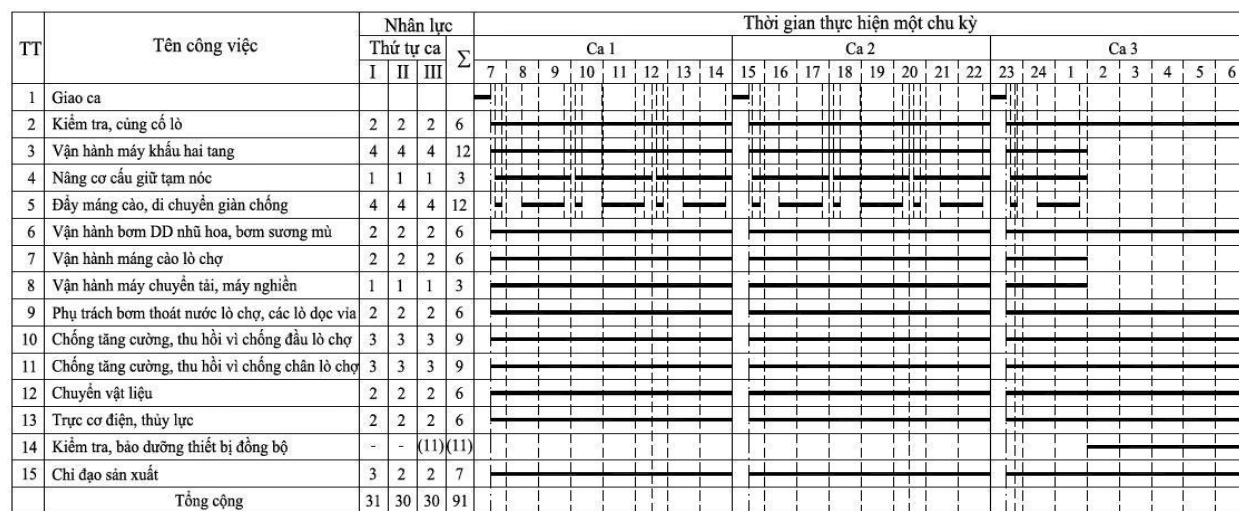 TT Tên công việc Nhân lực Thời gian thực hiện một chu kỳ
Thứ tự ca ∑ Ca 1 Ca 2 Ca 3
I II III 7 8 9 10 11 12 13 14 15 16 17 18 19 20 21 22 23 24 1 2 3 4 5 6
1 Giao ca
2 Kiểm tra, củng cố lò 2 2 2 6
3 Vận hành máy khấu hai tang 4 4 4 12
4 Nâng cơ cấu giữ tạm nóc 1 1 1 3
5 Đẩy máng cào, di chuyển giàn chống 4 4 4 12
6 Vận hành bơm DD nhũ hoa, bơm sương mù 2 2 2 6
7 Vận hành máng cào lò chợ 2 2 2 6
8 Vận hành máy chuyển tải, máy nghiền 1 1 1 3
9 Phụ trách bơm thoát nước lò chợ, các lò dọc vỉa 2 2 2 6
10 Chống tăng cường, thu hồi vì chống đầu lò chợ 3 3 3 9
11 Chống tăng cường, thu hồi vì chống chân lò chợ 3 3 3 9
12 Chuyển vật liệu 2 2 2 6
13 Trực cơ điện, thủy lực 2 2 2 6
14 Kiểm tra, bảo dưỡng thiết bị đồng bộ - - (11) (11)
15 Chỉ đạo sản xuất 3 2 2 7
Tổng cộng 31 30 30 91